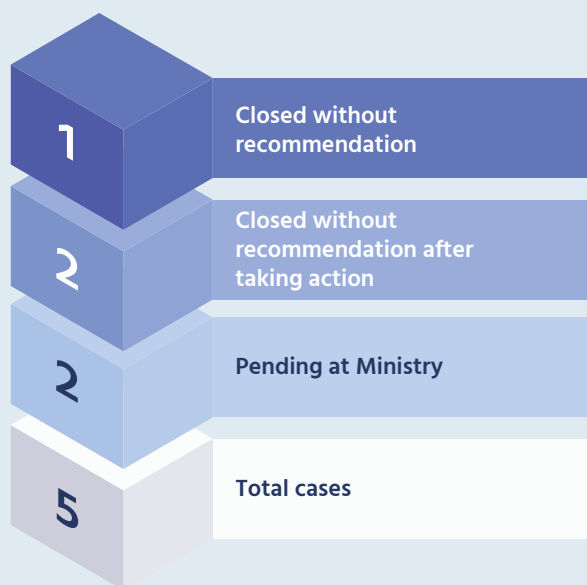 1
Closed without
recommendation
2
Closed without
recommendation after
taking action
2
Pending at Ministry
5
Total cases